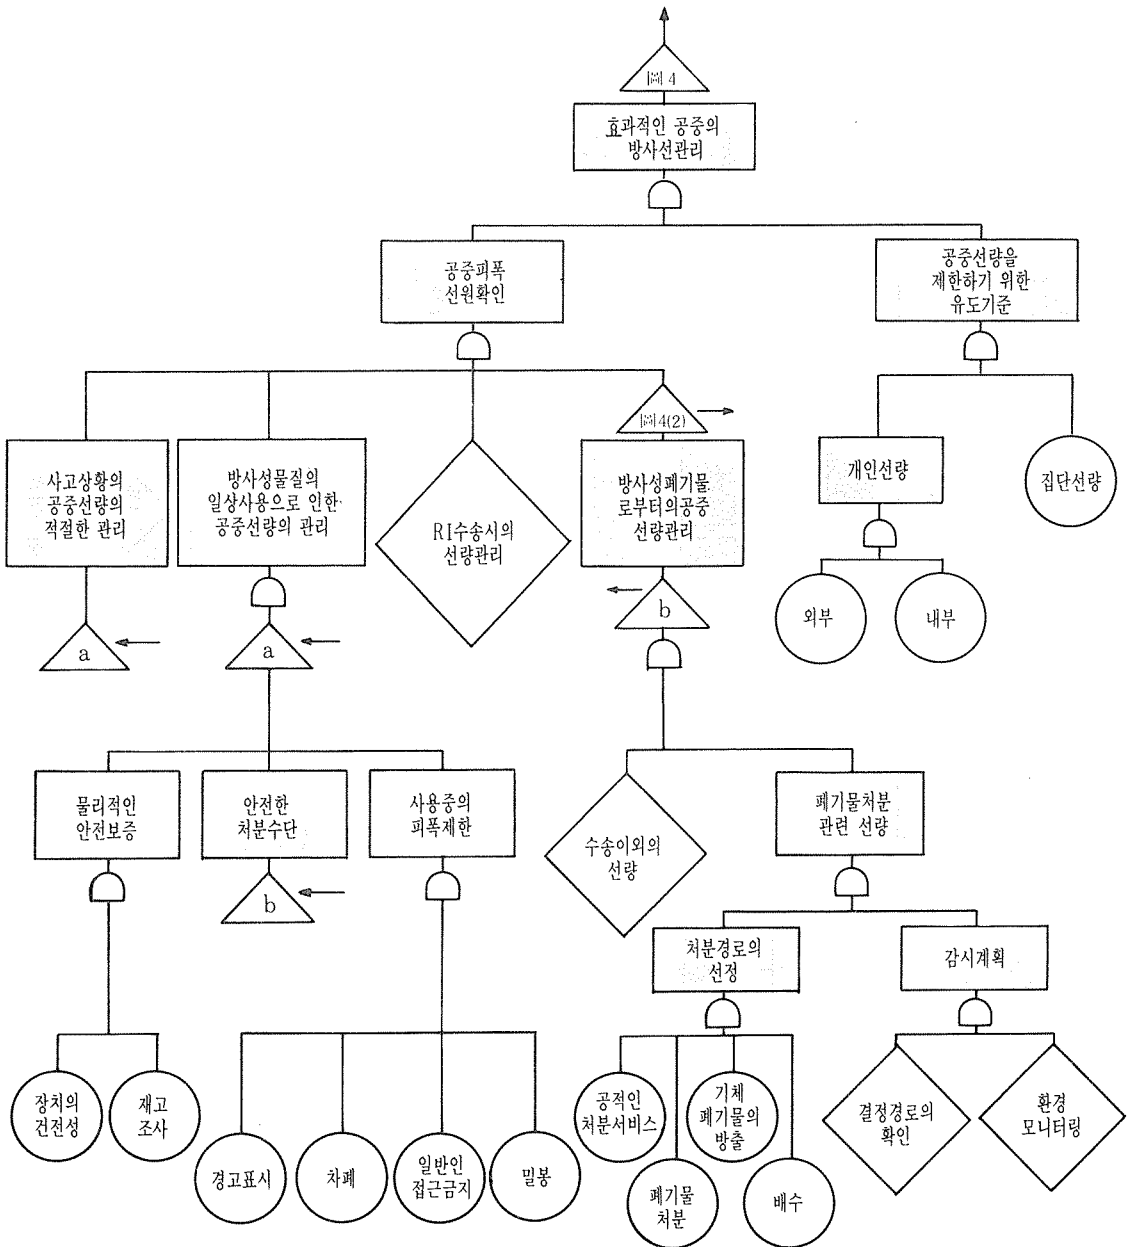 圖4
효과적인 공중의
방사선관리
공중피폭
선원확인
공중선량을
제한하기 위한
유도기준
圖4(2)
사고상황의
공중선량의
적절한 관리
방사성물질의
일상사용으로 인한
공중선량의 관리
RI수송시의
선량관리
방사성폐기물
로부터의공중
선량관리
개인선량
집단선량
a
a
b
외부
내부
물리적인
안전보증
안전한
처분수단
사용중의
피폭제한
수송이외의
선량
폐기물처분
관련 선량
b
처분경로의
선정
감시계획
장치의
건전성
재고
조사
경고표시
차폐
일반인
접근금지
밀봉
공적인
처분서비스
폐기물
처분
기체
폐기물의
방출
배수
결정경로의
확인
환경
모니터링